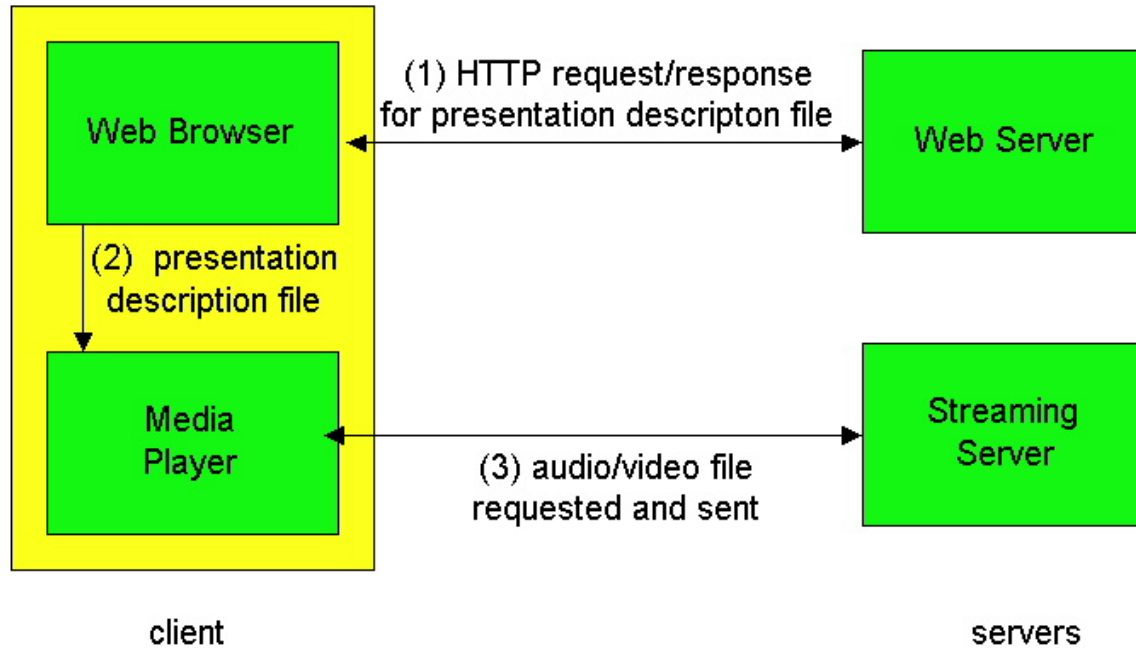 (1) HTTP request/response
for presentation descripton file
Web Browser
Web Server
(2) presentation
description file
Media
Player
Streaming
Server
(3) audio/video file
requested and sent
client
servers